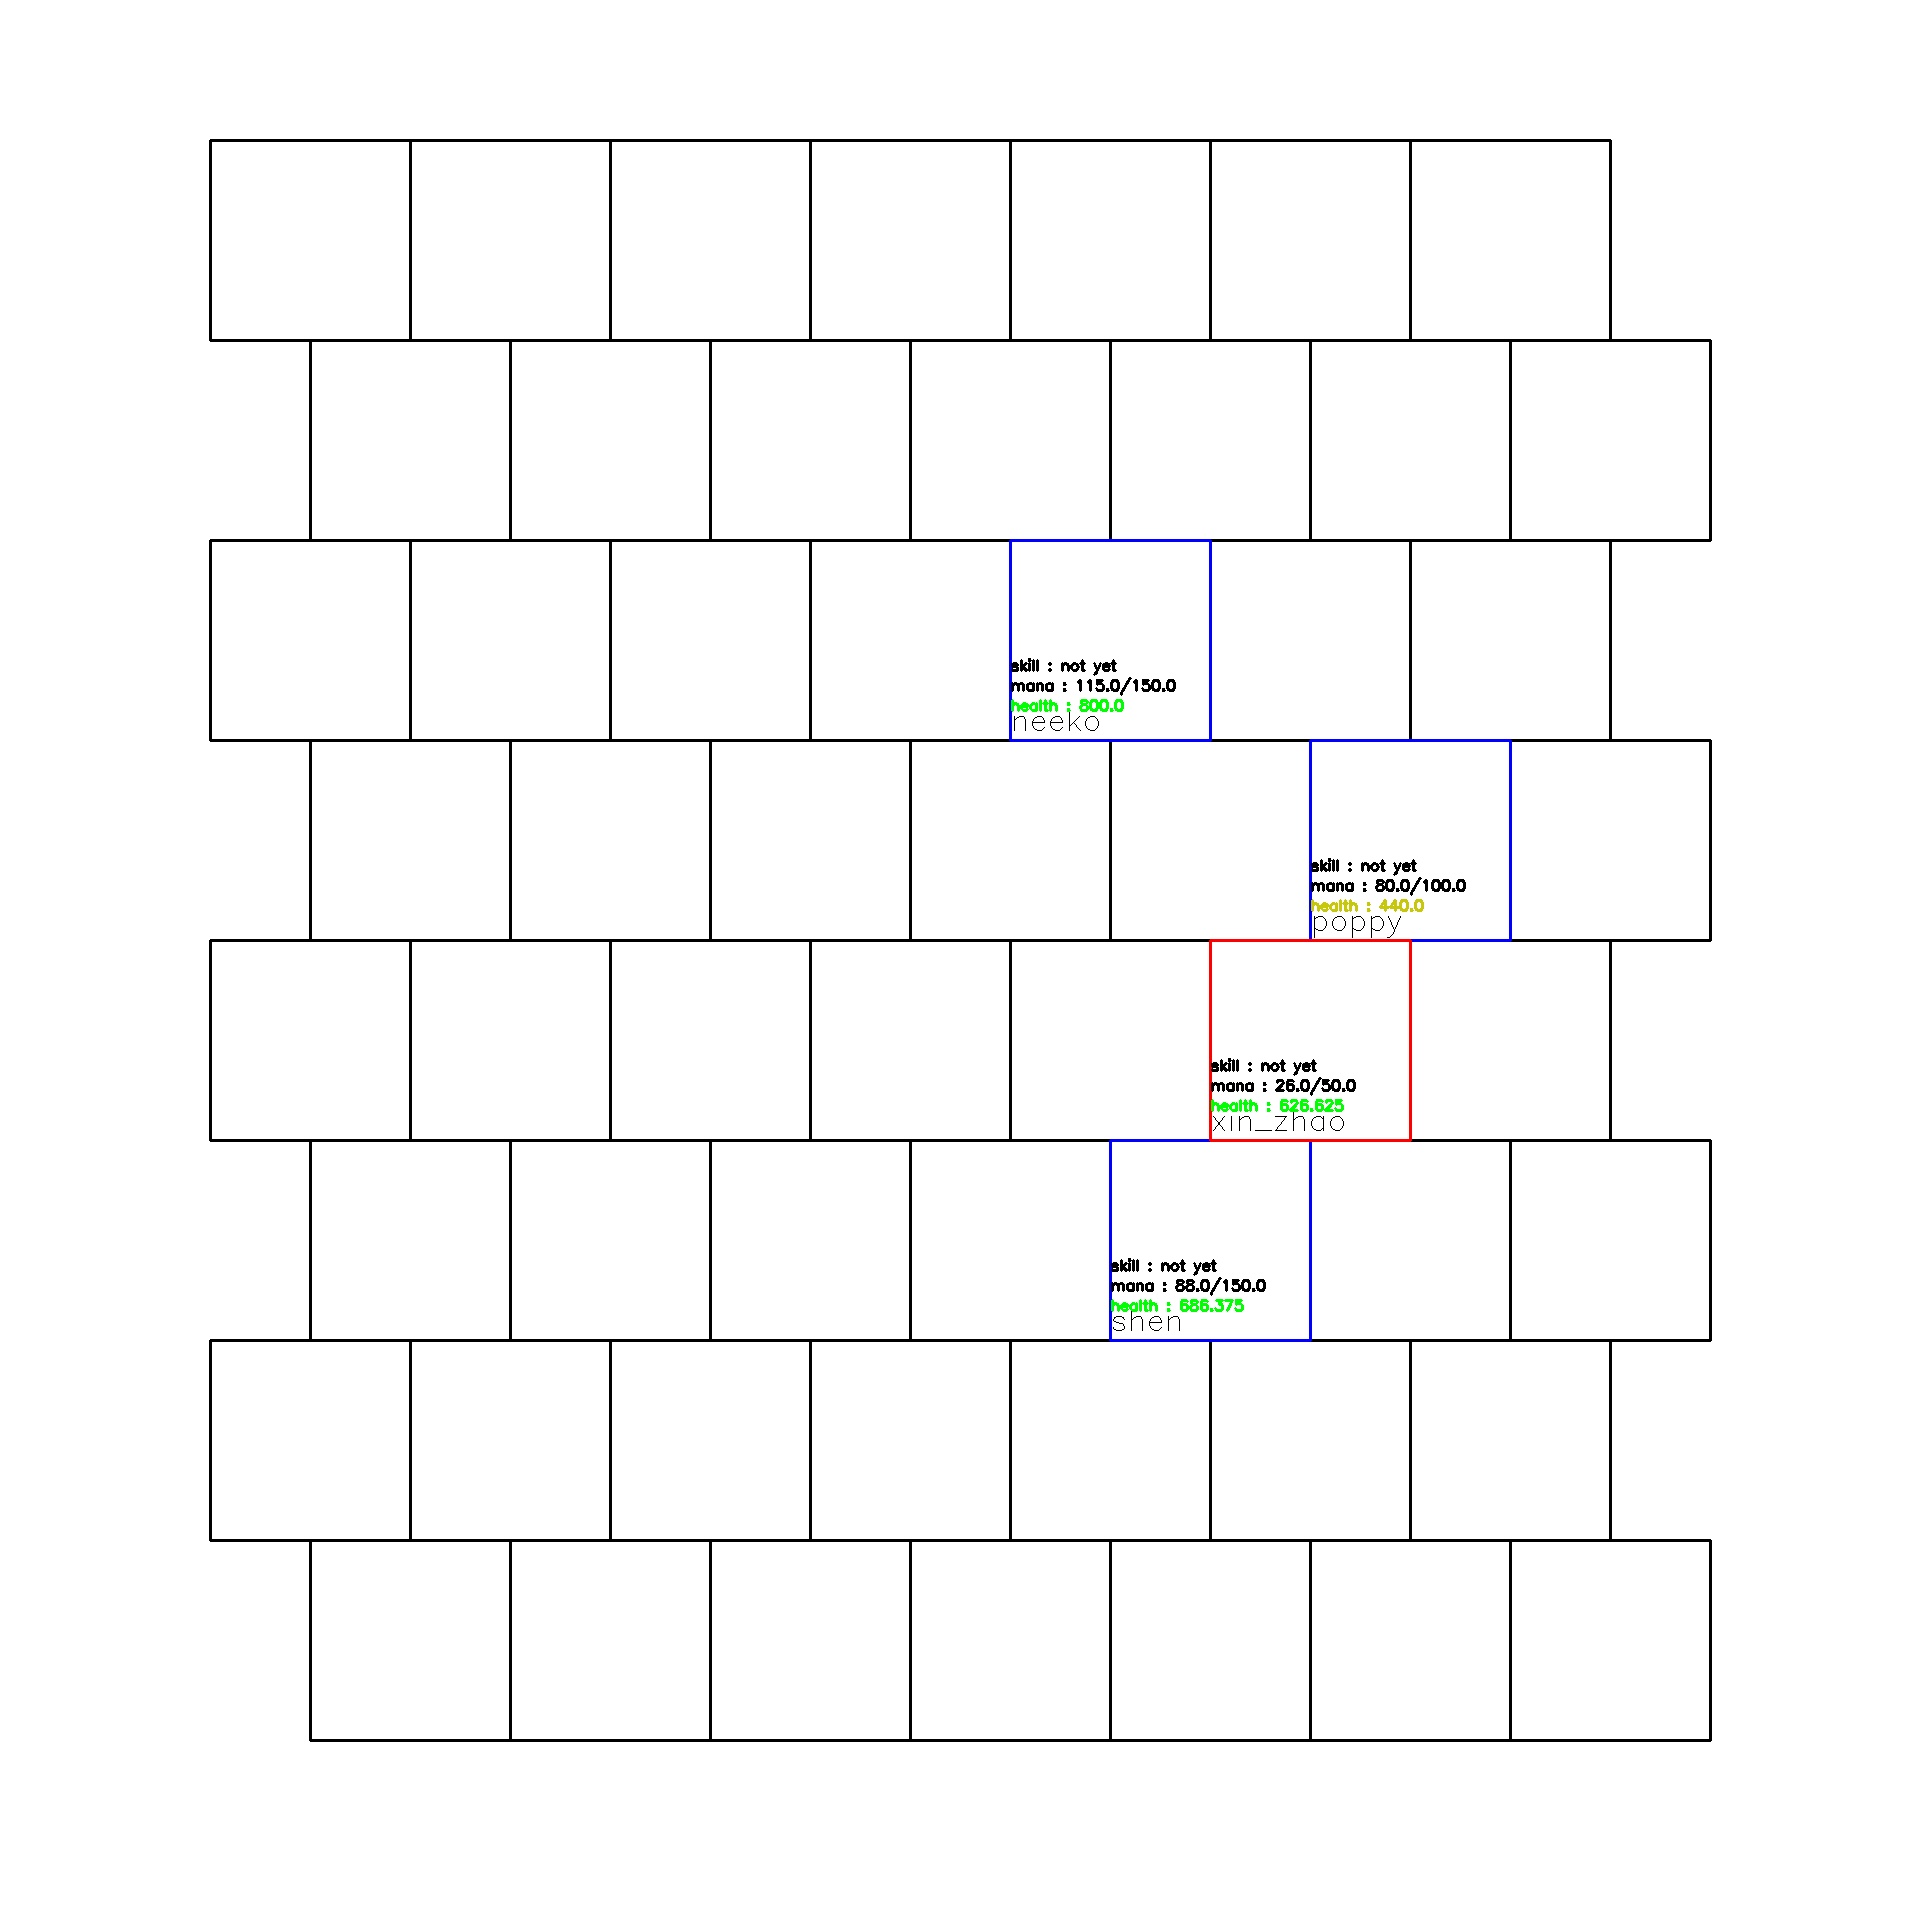 skill : not yet
mana : 115.0/150.0
health : 800.0
neeko
skill : not yet
mana : 80.0/100.0
health : 440.0
poppy
skill : not yet
mana : 26.0/50.0
health : 626.625
xin_zhao
skill : not yet
mana : 88.0/150.0
health : 686.375
shen